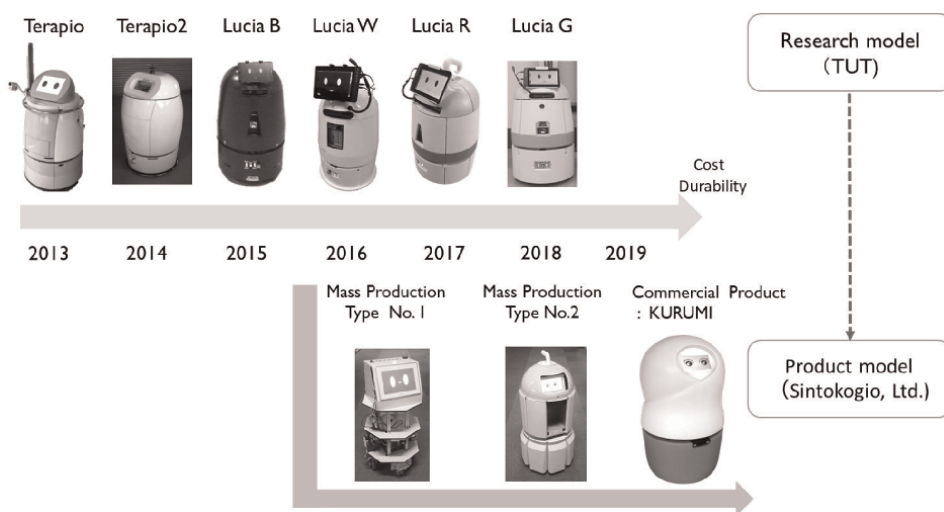 Terapio
Terapio2
Lucia B
Lucia W
Lucia R
Lucia G
Research model
(TUT)
Cost
Durability
2013
2014
2015
2016
2017
2018
2019
Mass Production
Type No. 1
Mass Production
Type No.2
Commercial Product
: KURUMI
Product model
(Sintokogio, Ltd.)